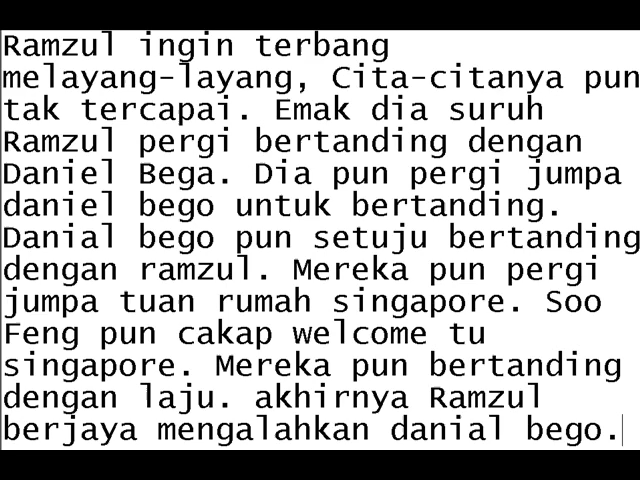 Ramzul ingin terbang
melayang-layang, Cita-citanya pun
tak tercapai. Emak dia suruh
Ramzul pergi bertanding dengan
Daniel Bega. Dia pun pergi jumpa
daniel bego untuk bertanding.
Danial bego pun setuju bertanding
dengan ramzul. Mereka pun pergi
jumpa tuan rumah singapore. Soo
Feng pun cakap welcome tu
singapore. Mereka pun bertanding
dengan laju. akhirnya Ramzul
berjaya mengalahkan danial bego.